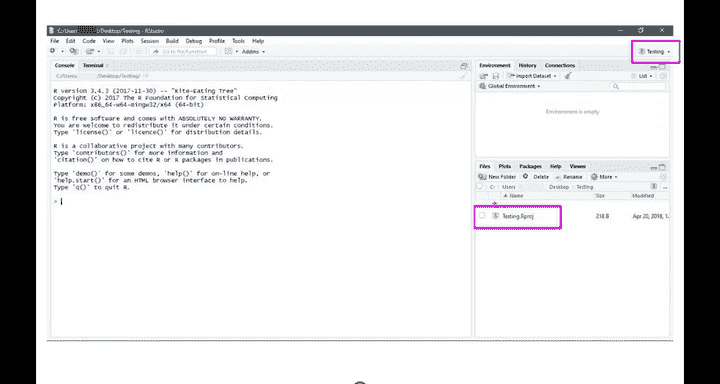 C:/Users/ /Desktop/Testing - RStudio
File Edit Code View Plots Session Build Debug Profile Tools Help
Go to file/function Addins Testing
Console Terminal
C:/Users/ /Desktop/Testing/
R version 3.4.3 (2017-11-30) -- "Kite-Eating Tree"
Copyright (C) 2017 The R Foundation for Statistical Computing
Platform: x86_64-w64-mingw32/x64 (64-bit)
R is free software and comes with ABSOLUTELY NO WARRANTY.
You are welcome to redistribute it under certain conditions.
Type 'license()' or 'licence()' for distribution details.
R is a collaborative project with many contributors.
Type 'contributors()' for more information and
'citation()' on how to cite R or R packages in publications.
Type 'demo()' for some demos, 'help()' for on-line help, or
'help.start()' for an HTML browser interface to help.
Type 'q()' to quit R.
>
Environment History Connections
Import Dataset List
Global Environment
Environment is empty
Files Plots Packages Help Viewer
New Folder Delete Rename More
C: Users Desktop Testing
Name Size Modified
..
Testing.Rproj 218 B Apr 20, 2018, 1.